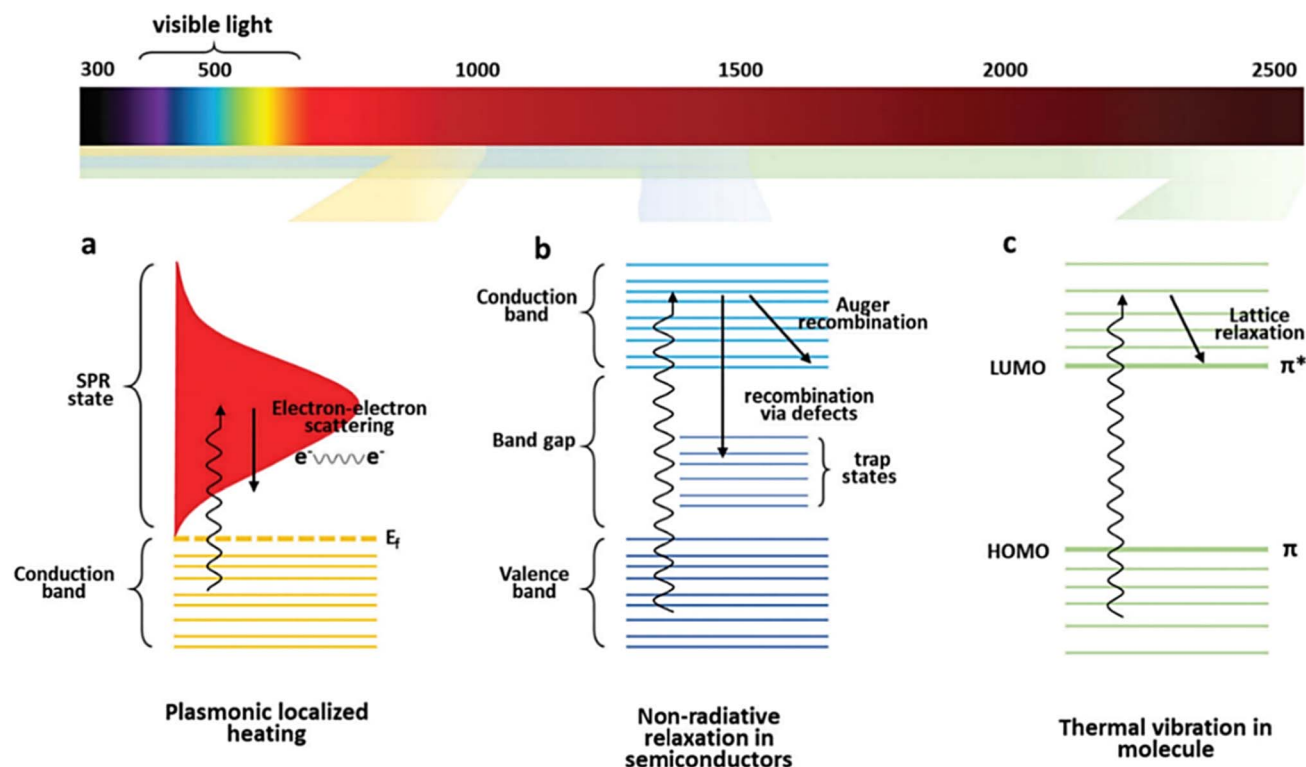 visible light
300 500 1000 1500 2000 2500
a
SPR
state
Electron-electron
scattering
e⁻ e⁻
E_f
Conduction
band
Plasmonic localized
heating
b
Conduction
band
Auger
recombination
recombination
via defects
Band gap
trap
states
Valence
band
Non-radiative
relaxation in
semiconductors
c
Lattice
relaxation
LUMO π*
HOMO π
Thermal vibration in
molecule